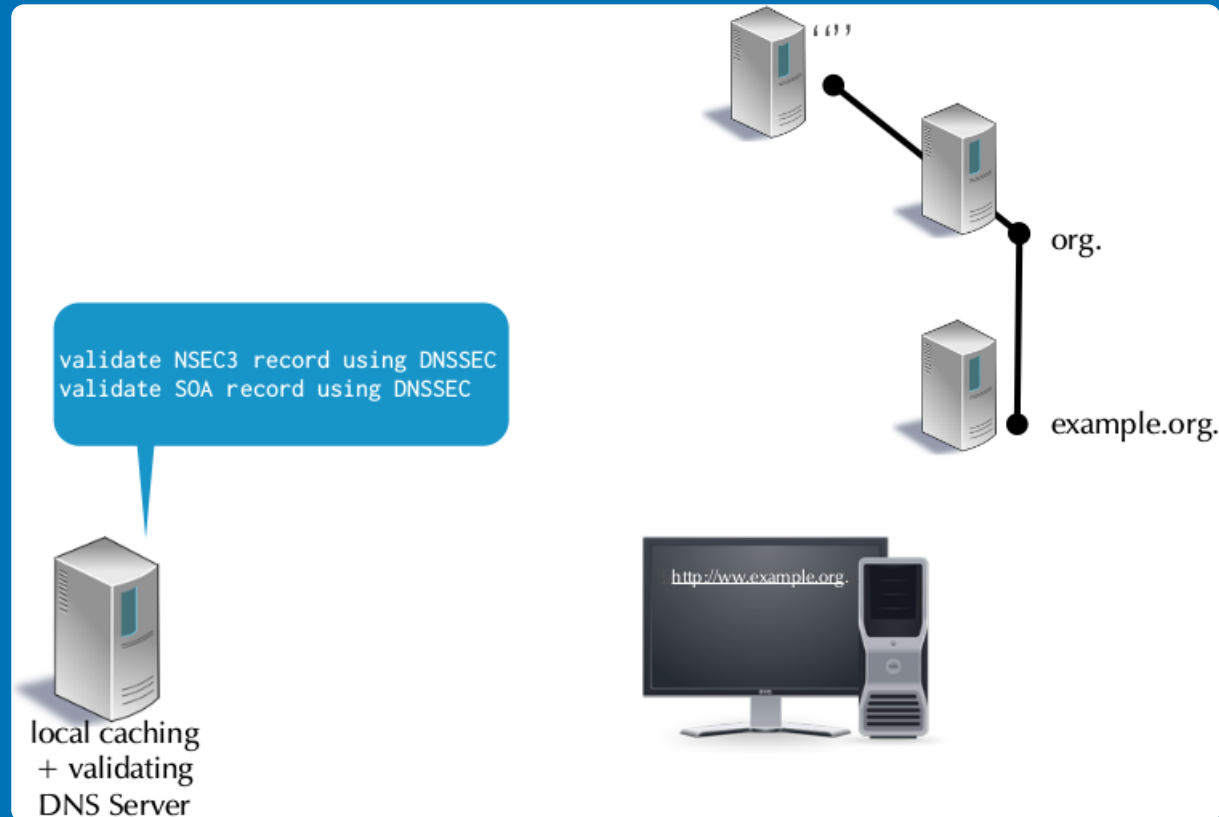 “”
org.
validate NSEC3 record using DNSSEC
validate SOA record using DNSSEC
example.org.
http://ww.example.org.
local caching
+ validating
DNS Server